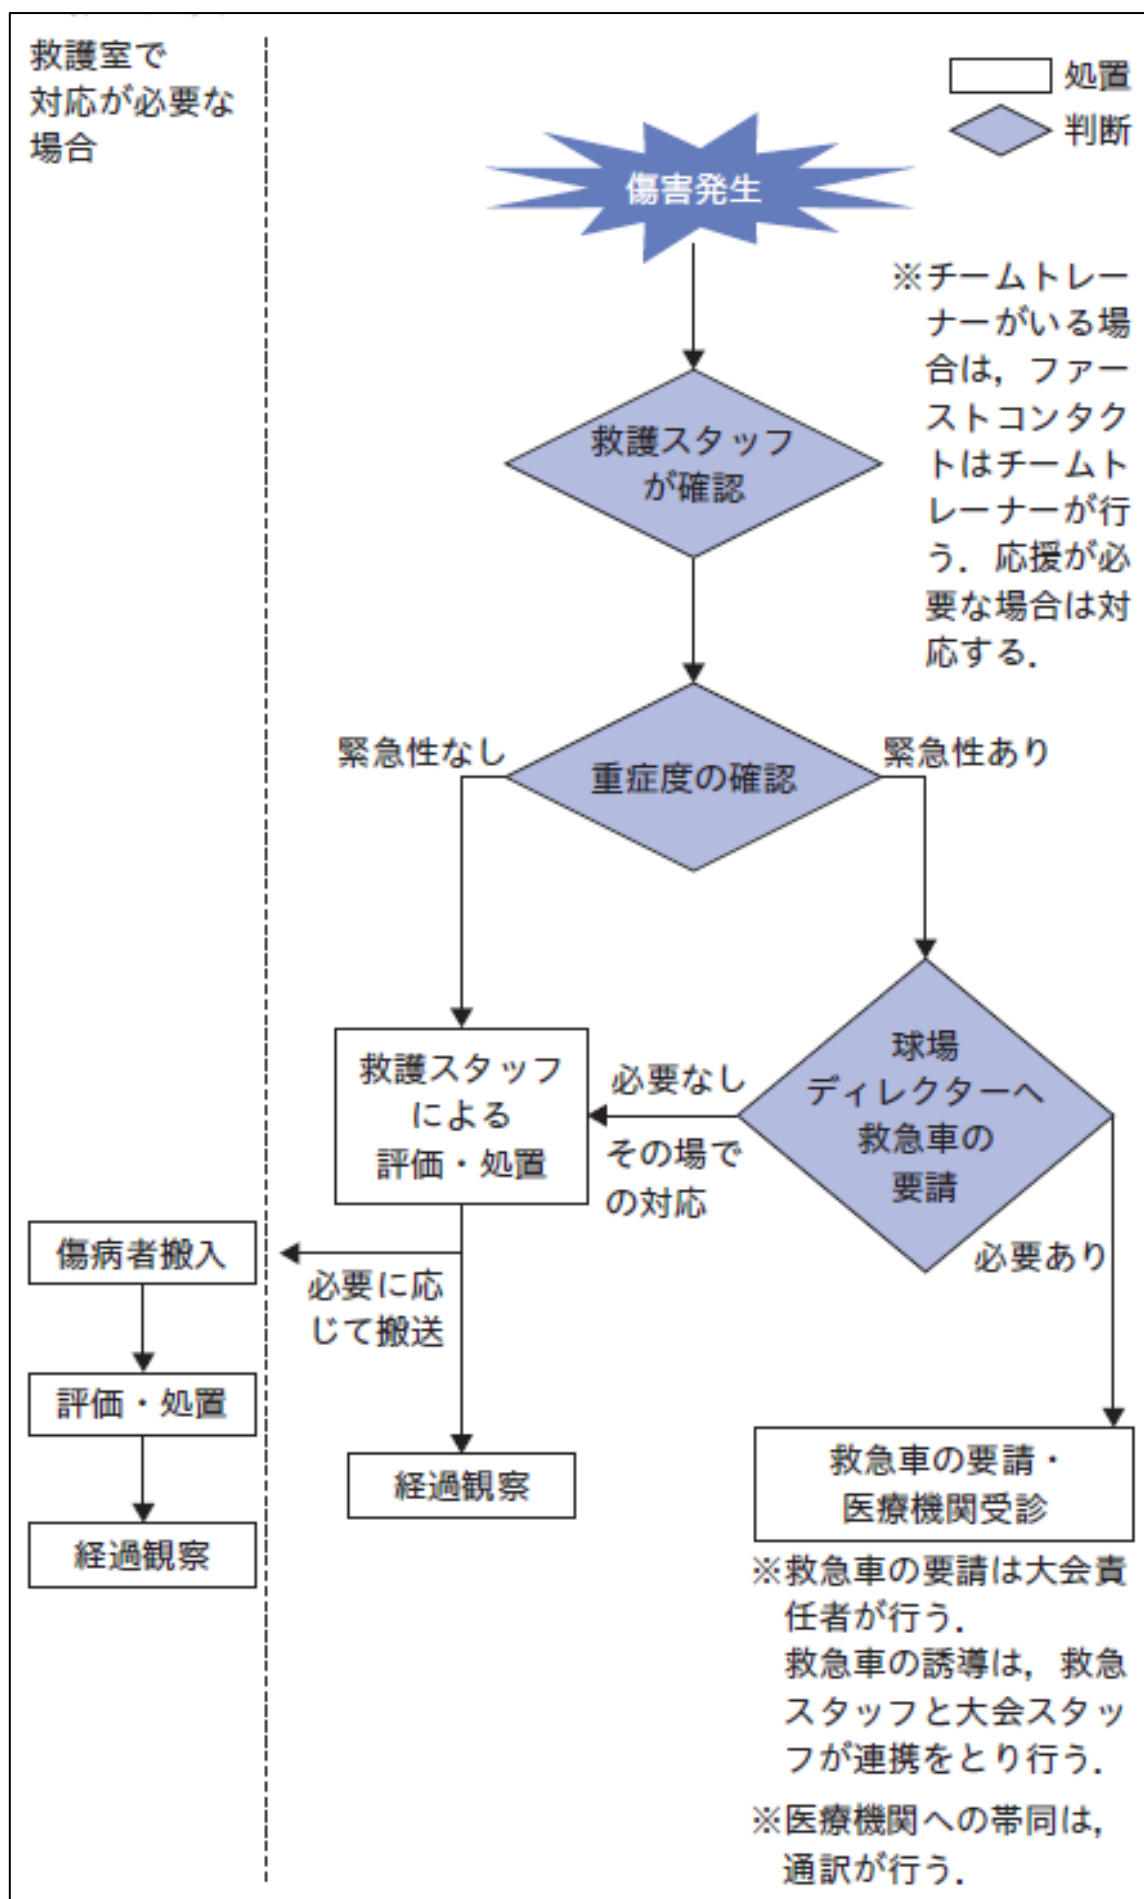 救護室で
対応が必要な
場合
処置
判断
傷害発生
※チームトレー
ナーがいる場
合は，ファー
ストコンタク
トはチームト
レーナーが行
う．応援が必
要な場合は対
応する．
救護スタッフ
が確認
緊急性なし
重症度の確認
緊急性あり
救護スタッフ
による
評価・処置
必要なし
その場で
の対応
球場
ディレクターへ
救急車の
要請
必要あり
傷病者搬入
必要に応
じて搬送
評価・処置
経過観察
経過観察
救急車の要請・
医療機関受診
※救急車の要請は大会責
任者が行う．
救急車の誘導は，救急
スタッフと大会スタッ
フが連携をとり行う．
※医療機関への帯同は，
通訳が行う．